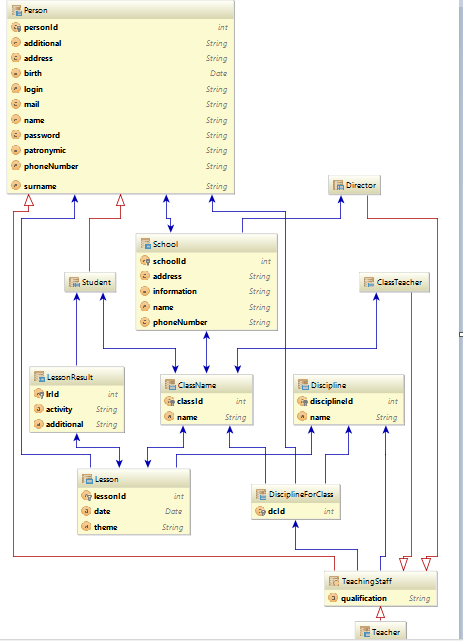 Person
personId int
additional String
address String
birth Date
login String
mail String
name String
password String
patronymic String
phoneNumber String
surname String
Director
School
schoolId int
address String
information String
name String
phoneNumber String
Student
ClassTeacher
LessonResult
lrId int
activity String
additional String
ClassName
classId int
name String
Discipline
disciplineId int
name String
Lesson
lessonId int
date Date
theme String
DisciplineForClass
dcId int
TeachingStaff
qualification String
Teacher